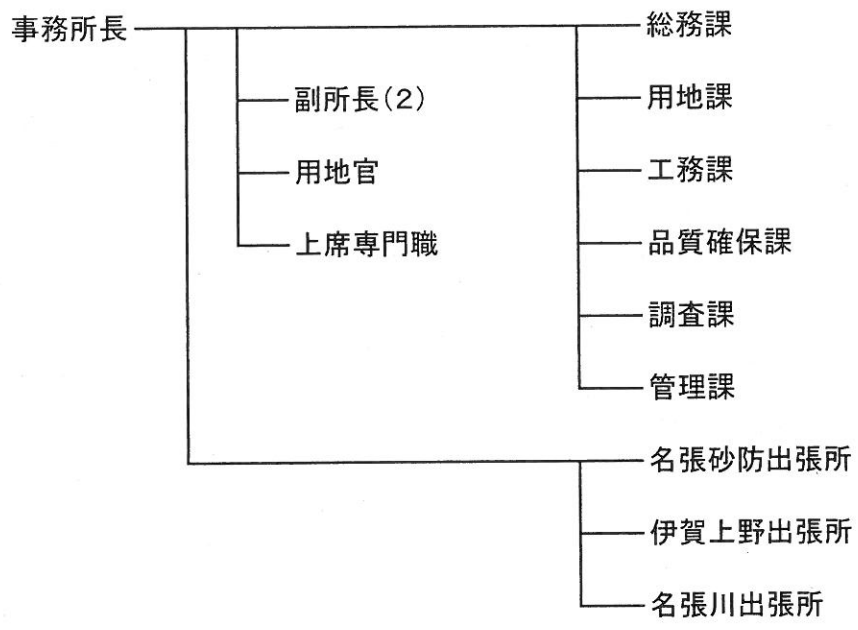 事務所長
副所長(2)
用地官
上席専門職
総務課
用地課
工務課
品質確保課
調査課
管理課
名張砂防出張所
伊賀上野出張所
名張川出張所